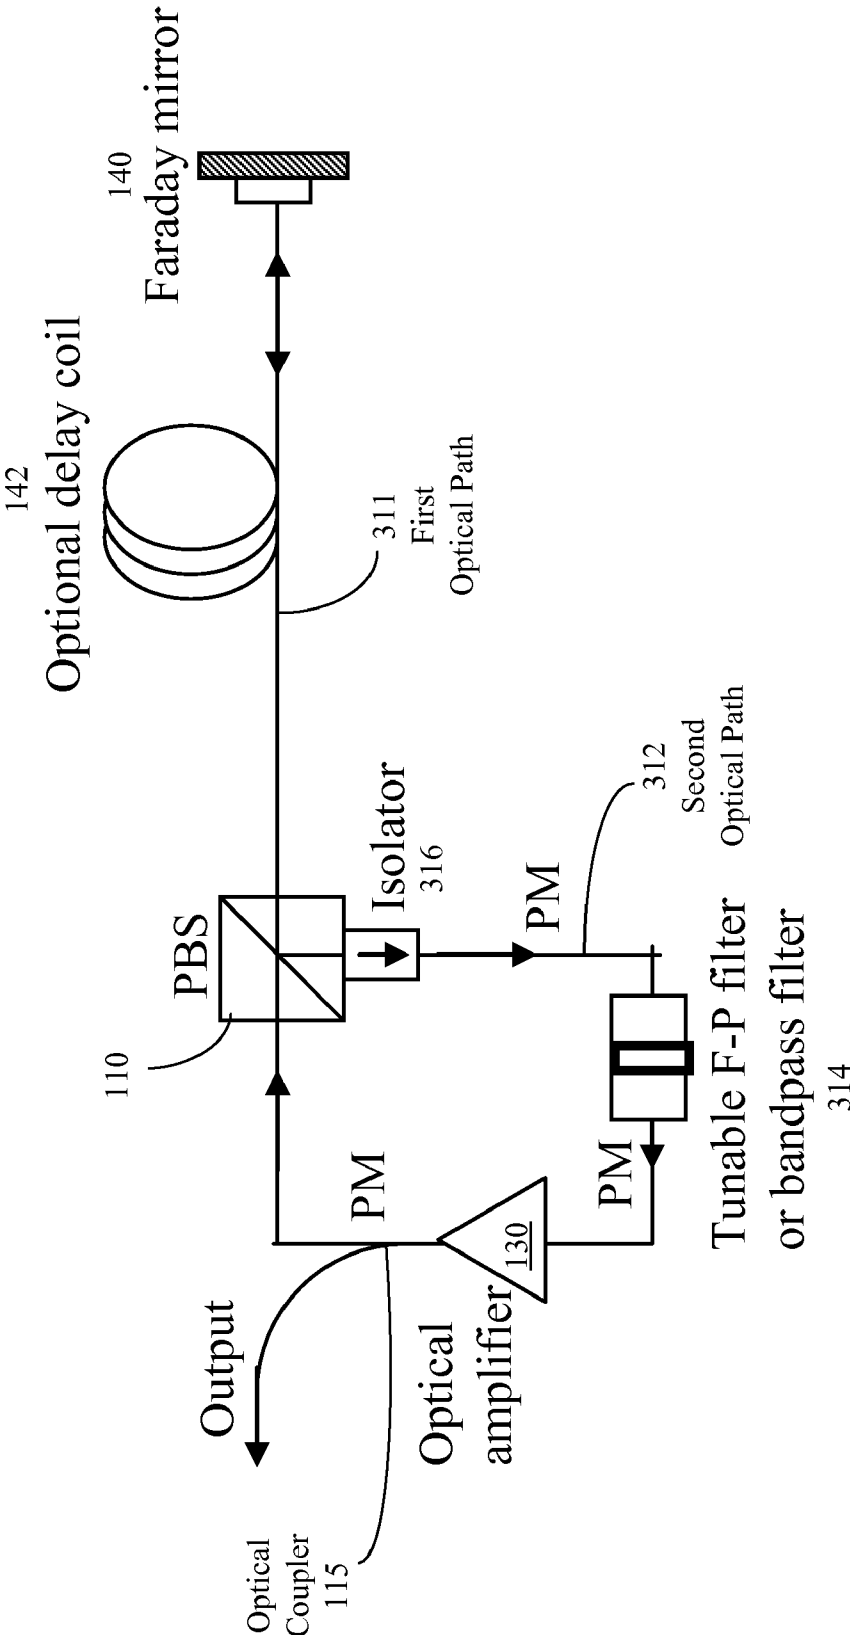 142
Optional delay coil
140
Faraday mirror
311
First
Optical Path
110
PBS
Isolator
316
PM
312
Second
Optical Path
Output
PM
Optical
Coupler
115
Optical
amplifier
130
PM
Tunable F-P filter
or bandpass filter
314